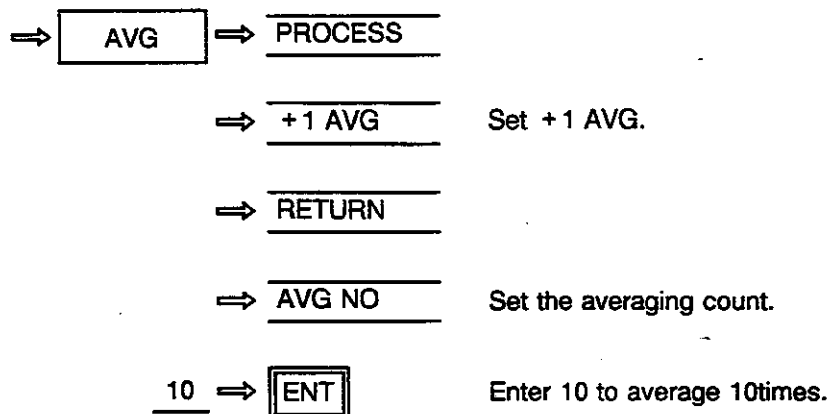 ⇒ AVG ⇒ PROCESS
⇒ +1 AVG Set +1 AVG.
⇒ RETURN
⇒ AVG NO Set the averaging count.
10 ⇒ ENT Enter 10 to average 10times.